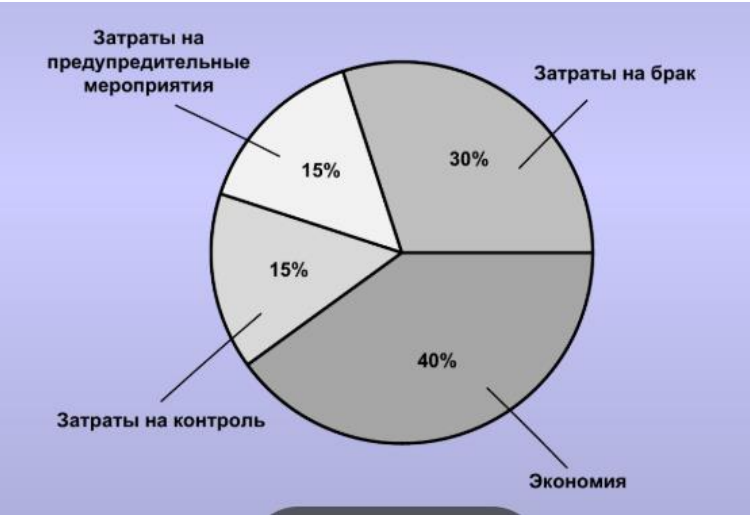 Затраты на
предупредительные
мероприятия
Затраты на брак
30%
15%
15%
40%
Затраты на контроль
Экономия